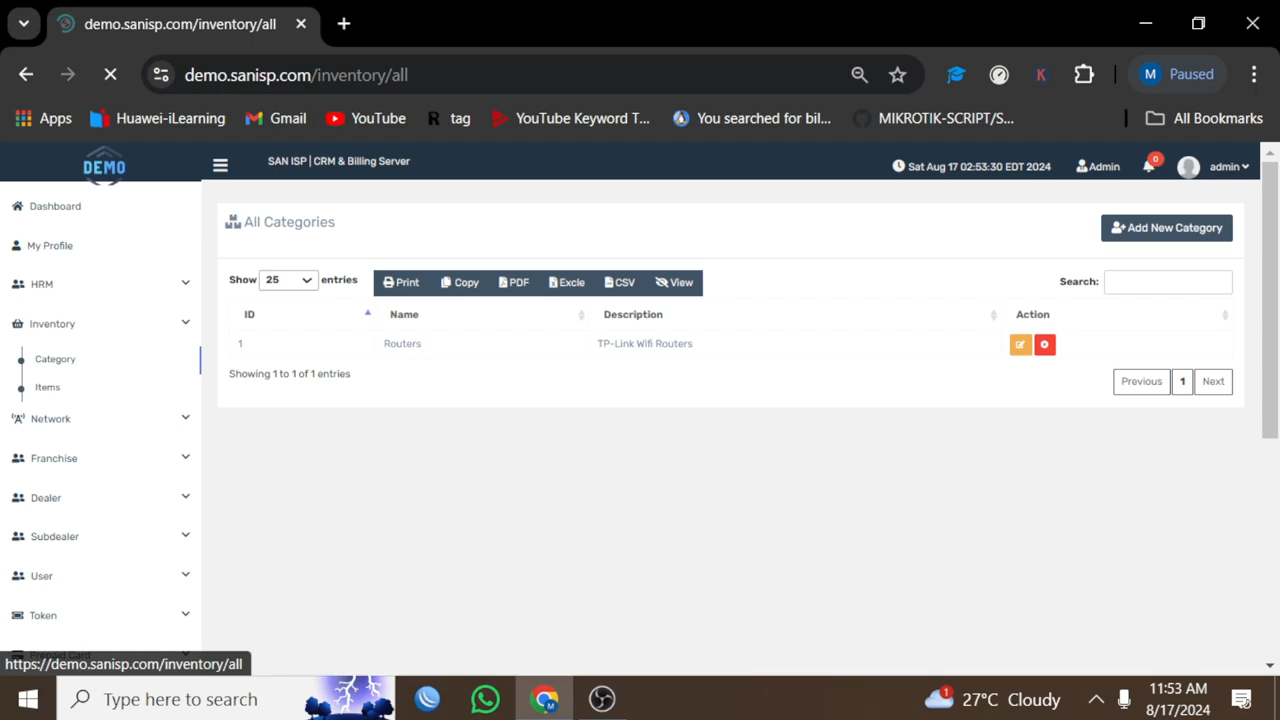 demo.sanisp.com/inventory/all
demo.sanisp.com/inventory/all
K
M Paused
Apps Huawei-iLearning Gmail YouTube R tag YouTube Keyword T... You searched for bil... MIKROTIK-SCRIPT/S... All Bookmarks
DEMO SAN ISP | CRM & Billing Server Sat Aug 17 02:53:30 EDT 2024 Admin 0 admin
Dashboard
My Profile
HRM
Inventory
Category
Items
Network
Franchise
Dealer
Subdealer
User
Token
Prepaid Card
All Categories Add New Category
Show 25 entries Print Copy PDF Excle CSV View Search:
ID Name Description Action
1 Routers TP-Link Wifi Routers
Showing 1 to 1 of 1 entries
Previous 1 Next
https://demo.sanisp.com/inventory/all
Type here to search M 1 27°C Cloudy 11:53 AM
8/17/2024